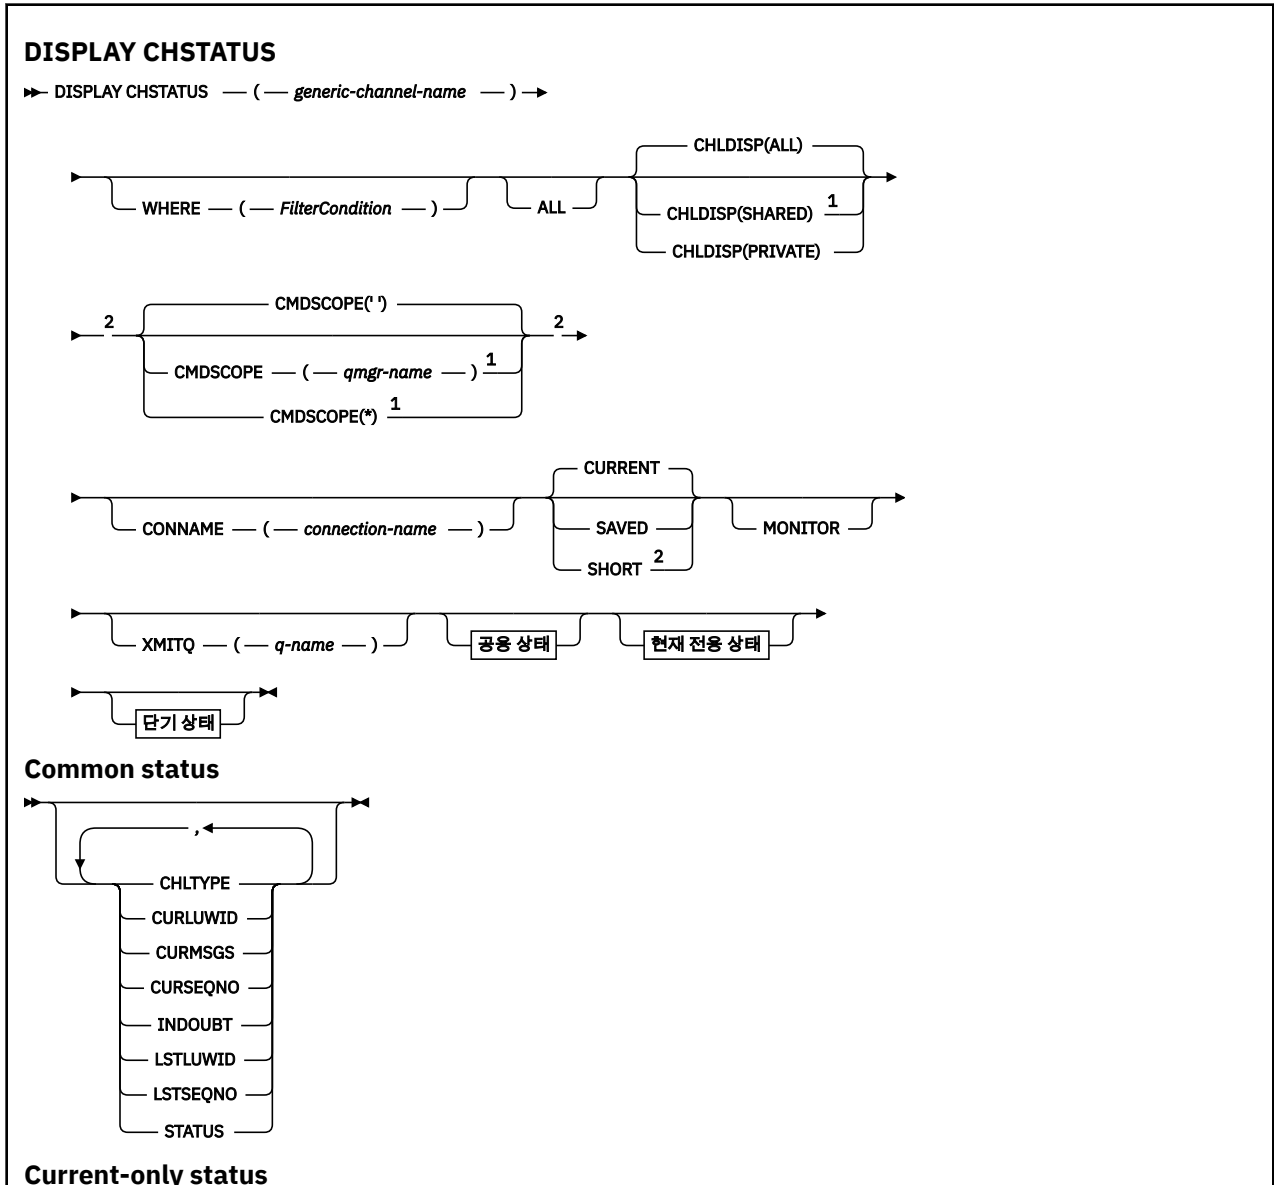 DISPLAY CHSTATUS
DISPLAY CHSTATUS ( generic-channel-name )
CHLDISP(ALL)
WHERE ( FilterCondition ) ALL CHLDISP(SHARED) 1
CHLDISP(PRIVATE)
CMDSCOPE(' ')
2 2
CMDSCOPE ( qmgr-name ) 1
CMDSCOPE(*) 1
CURRENT
CONNAME ( connection-name ) SAVED MONITOR
SHORT 2
XMITQ ( q-name ) 공용 상태 현재 전용 상태
단기 상태
Common status
,
CHLTYPE
CURLUWID
CURMSGS
CURSEQNO
INDOUBT
LSTLUWID
LSTSEQNO
STATUS
Current-only status